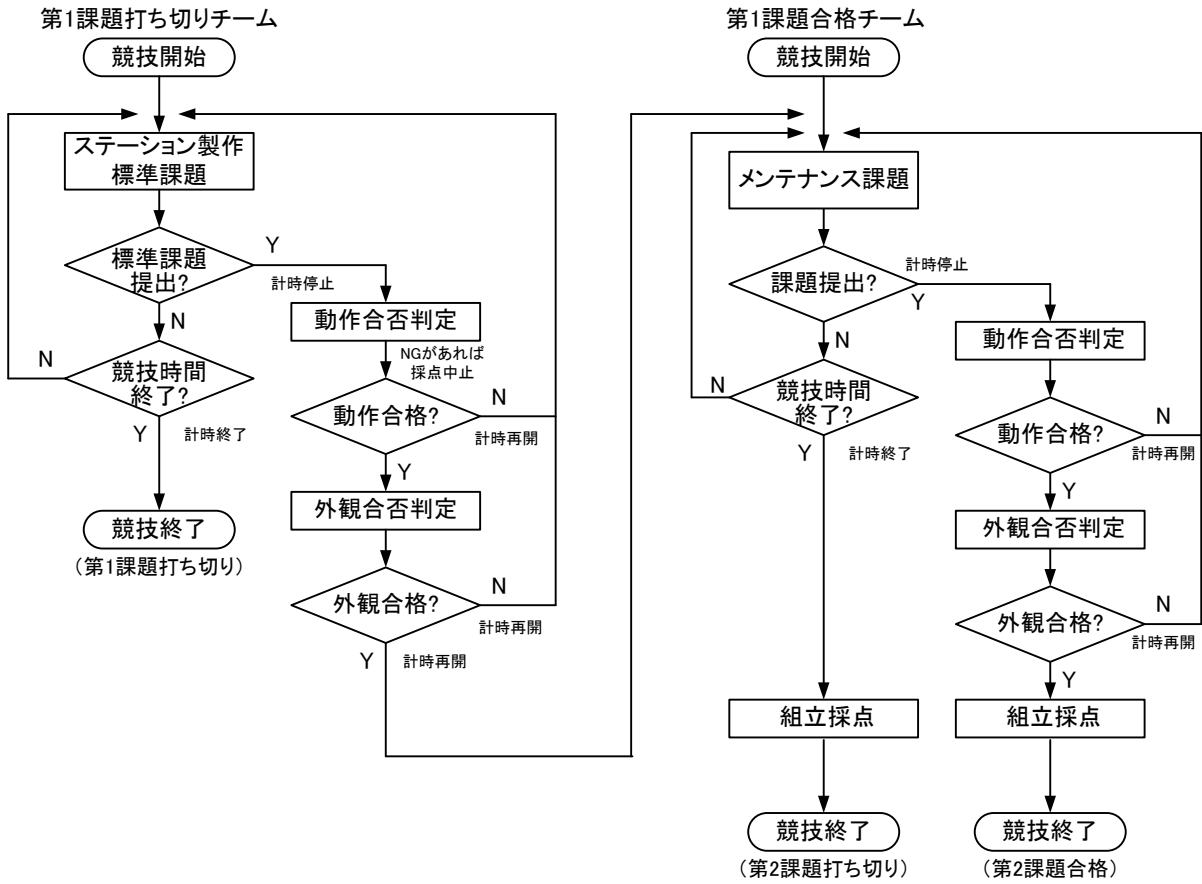 第1課題打ち切りチーム
競技開始
ステーション製作
標準課題
標準課題
提出?
Y
計時停止
N
競技時間
終了?
N
Y
計時終了
競技終了
(第1課題打ち切り)
動作合否判定
NGがあれば
採点中止
動作合格?
N
計時再開
Y
外観合否判定
外観合格?
N
計時再開
Y
計時再開
第1課題合格チーム
競技開始
メンテナンス課題
課題提出?
計時停止
Y
N
競技時間
終了?
N
Y
計時終了
組立採点
競技終了
(第2課題打ち切り)
動作合否判定
動作合格?
N
計時再開
Y
外観合否判定
外観合格?
N
計時再開
Y
組立採点
競技終了
(第2課題合格)